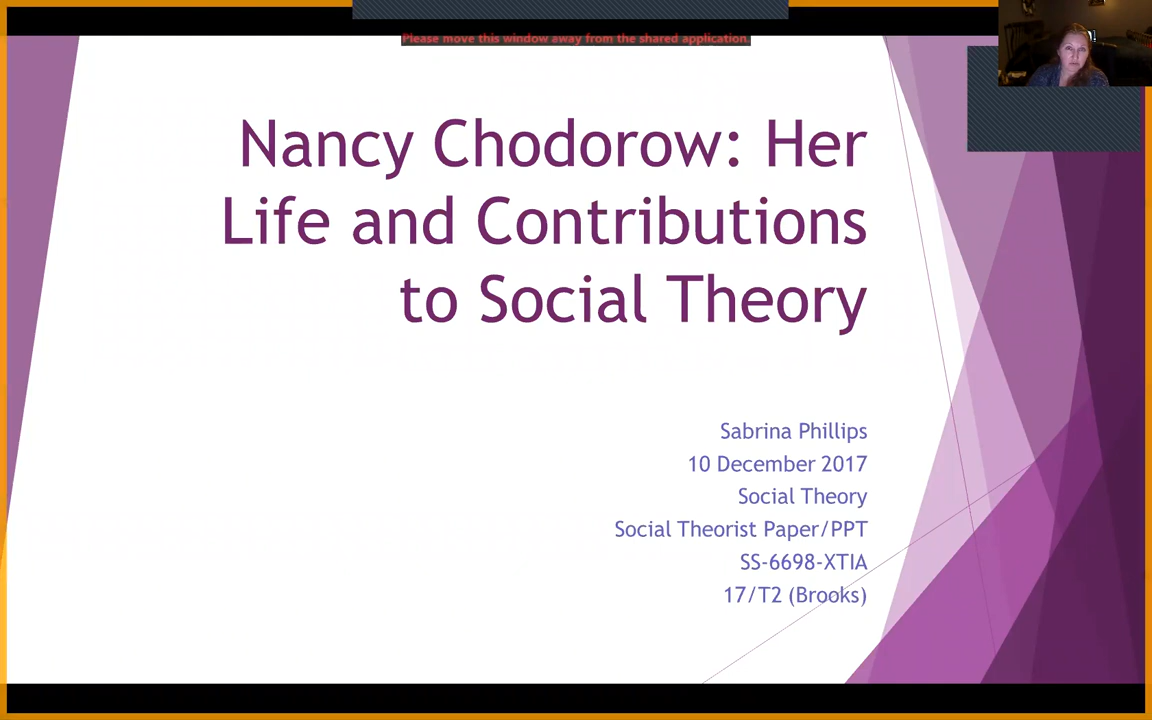 Please move this window away from the shared application.
Nancy Chodorow: Her
Life and Contributions
to Social Theory
Sabrina Phillips
10 December 2017
Social Theory
Social Theorist Paper/PPT
SS-6698-XTIA
17/T2 (Brooks)